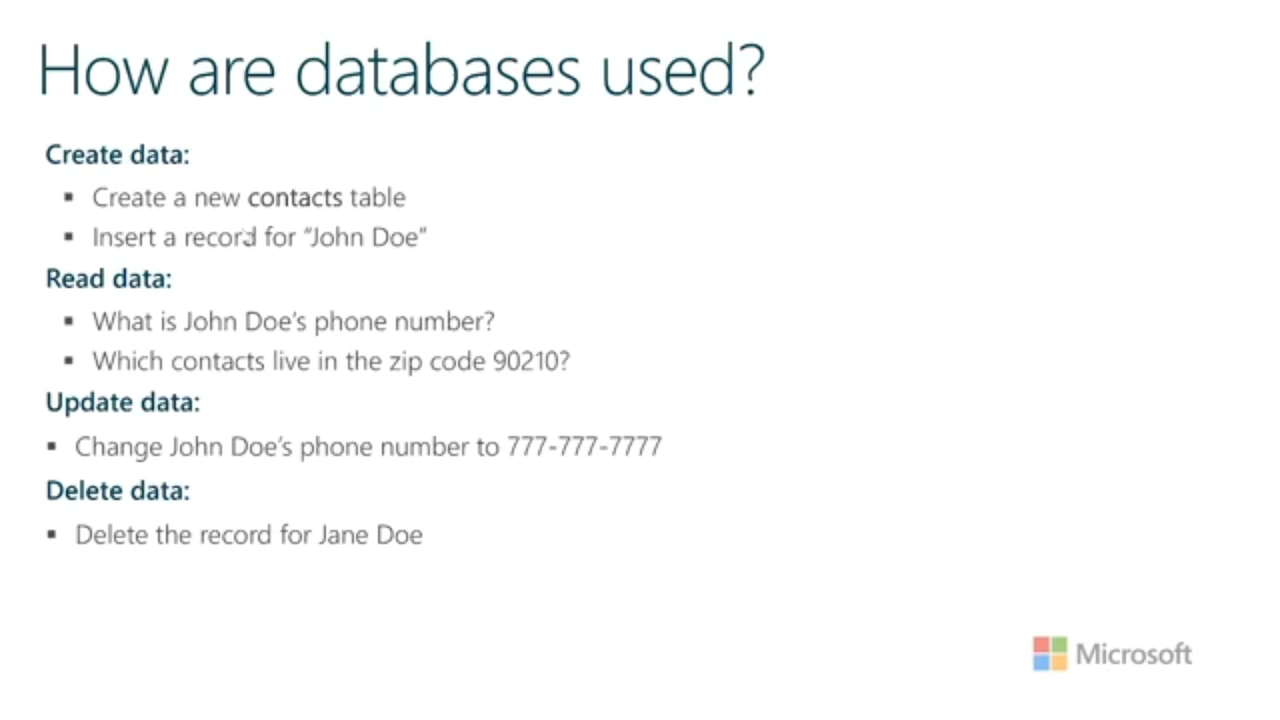 How are databases used?
Create data:
▪ Create a new contacts table
▪ Insert a record for “John Doe”
Read data:
▪ What is John Doe’s phone number?
▪ Which contacts live in the zip code 90210?
Update data:
▪ Change John Doe’s phone number to 777-777-7777
Delete data:
▪ Delete the record for Jane Doe
Microsoft